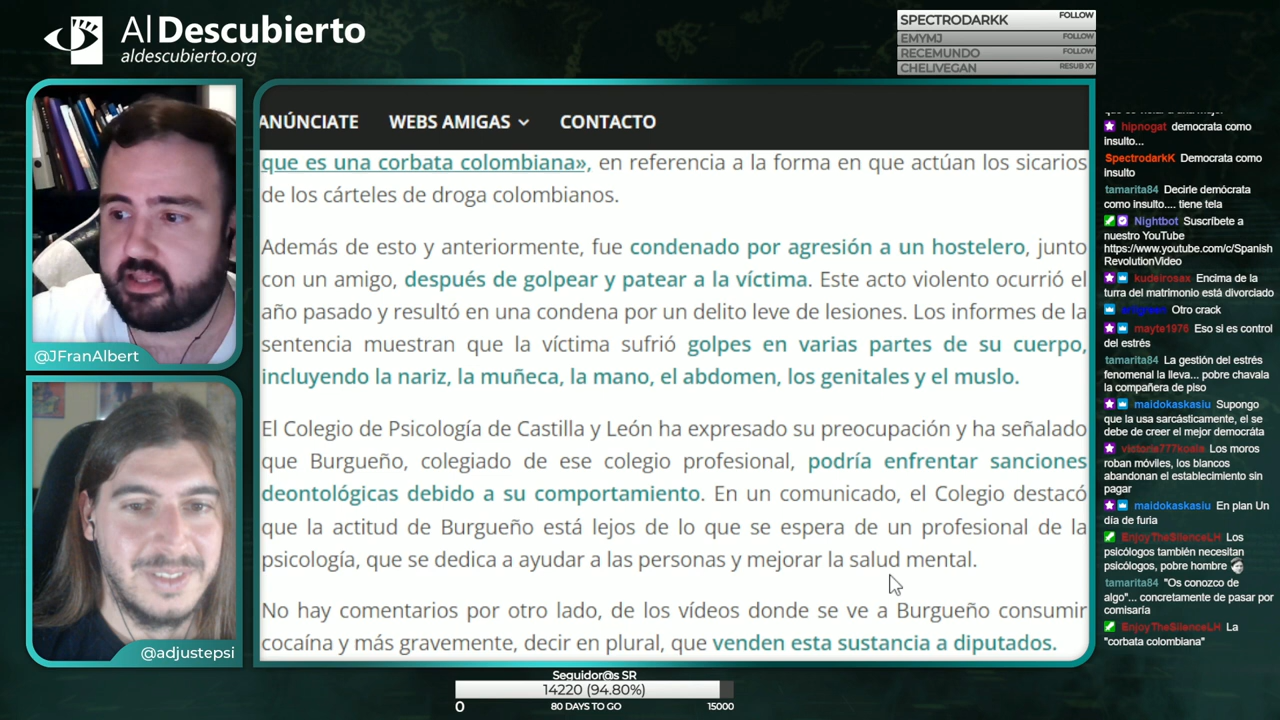 Al Descubierto
aldescubierto.org
SPECTRODARKK FOLLOW
EMYMJ FOLLOW
RECEMUNDO FOLLOW
CHELIVEGAN RESUB X7
ANÚNCIATE WEBS AMIGAS CONTACTO
que es una corbata colombiana», en referencia a la forma en que actúan los sicarios
de los cárteles de droga colombianos.
Además de esto y anteriormente, fue condenado por agresión a un hostelero, junto
con un amigo, después de golpear y patear a la víctima. Este acto violento ocurrió el
año pasado y resultó en una condena por un delito leve de lesiones. Los informes de la
sentencia muestran que la víctima sufrió golpes en varias partes de su cuerpo,
incluyendo la nariz, la muñeca, la mano, el abdomen, los genitales y el muslo.
El Colegio de Psicología de Castilla y León ha expresado su preocupación y ha señalado
que Burgueño, colegiado de ese colegio profesional, podría enfrentar sanciones
deontológicas debido a su comportamiento. En un comunicado, el Colegio destacó
que la actitud de Burgueño está lejos de lo que se espera de un profesional de la
psicología, que se dedica a ayudar a las personas y mejorar la salud mental.
No hay comentarios por otro lado, de los vídeos donde se ve a Burgueño consumir
cocaína y más gravemente, decir en plural, que venden esta sustancia a diputados.
@JFranAlbert
@adjustepsi
hipnogat democrata como
insulto...
SpectrodarkK Democrata como
insulto
tamarita84 Decirle demócrata
como insulto.... tiene tela
Nightbot Suscríbete a
nuestro YouTube
https://www.youtube.com/c/Spanish
RevolutionVideo
kudeirosax Encima de la
turra del matrimonio está divorciado
Otro crack
mayte1976 Eso si es control
del estrés
tamarita84 La gestión del estrés
fenomenal la lleva... pobre chavala
la compañera de piso
maidokaskasiu Supongo
que la usa sarcásticamente, el se
debe de creer el mejor democráta
victoria777koala Los moros
roban móviles, los blancos
abandonan el establecimiento sin
pagar
maidokaskasiu En plan Un
día de furia
EnjoyTheSilenceLH Los
psicólogos también necesitan
psicólogos, pobre hombre
tamarita84 "Os conozco de
algo"... concretamente de pasar por
comisaría
EnjoyTheSilenceLH La
"corbata colombiana"
Seguidor@s SR
14220 (94.80%)
0 80 DAYS TO GO 15000